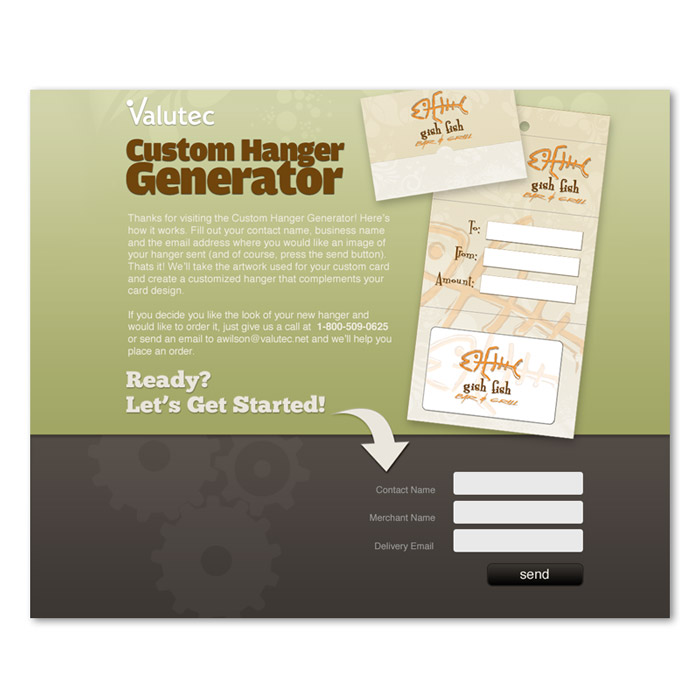 Valutec
Custom Hanger
Generator
Thanks for visiting the Custom Hanger Generator! Here's
how it works. Fill out your contact name, business name
and the email address where you would like an image of
your hanger sent (and of course, press the send button).
Thats it! We'll take the artwork used for your custom card
and create a customized hanger that complements your
card design.
If you decide you like the look of your new hanger and
would like to order it, just give us a call at 1-800-509-0625
or send an email to awilson@valutec.net and we'll help you
place an order.
Ready?
Let's Get Started!
gish fish
BAR & GRILL
gish fish
BAR & GRILL
To:
From:
Amount:
gish fish
BAR & GRILL
Contact Name
Merchant Name
Delivery Email
send